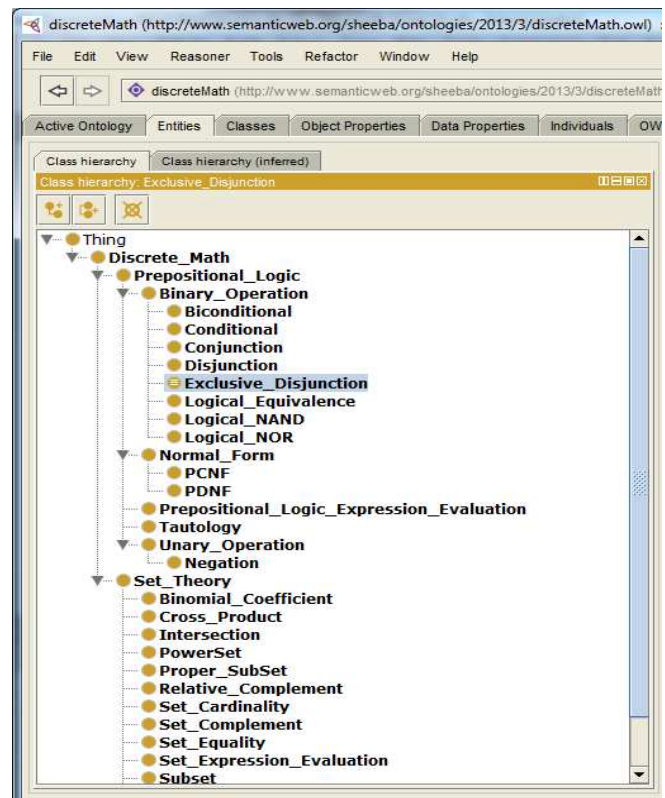 discreteMath (http://www.semanticweb.org/sheeba/ontologies/2013/3/discreteMath.owl)
File Edit View Reasoner Tools Refactor Window Help
discreteMath (http://www.semanticweb.org/sheeba/ontologies/2013/3/discreteMath
Active Ontology Entities Classes Object Properties Data Properties Individuals OW
Class hierarchy Class hierarchy (inferred)
Class hierarchy: Exclusive_Disjunction
Thing
Discrete_Math
Prepositional_Logic
Binary_Operation
Biconditional
Conditional
Conjunction
Disjunction
Exclusive_Disjunction
Logical_Equivalence
Logical_NAND
Logical_NOR
Normal_Form
PCNF
PDNF
Prepositional_Logic_Expression_Evaluation
Tautology
Unary_Operation
Negation
Set_Theory
Binomial_Coefficient
Cross_Product
Intersection
PowerSet
Proper_SubSet
Relative_Complement
Set_Cardinality
Set_Complement
Set_Equality
Set_Expression_Evaluation
Subset